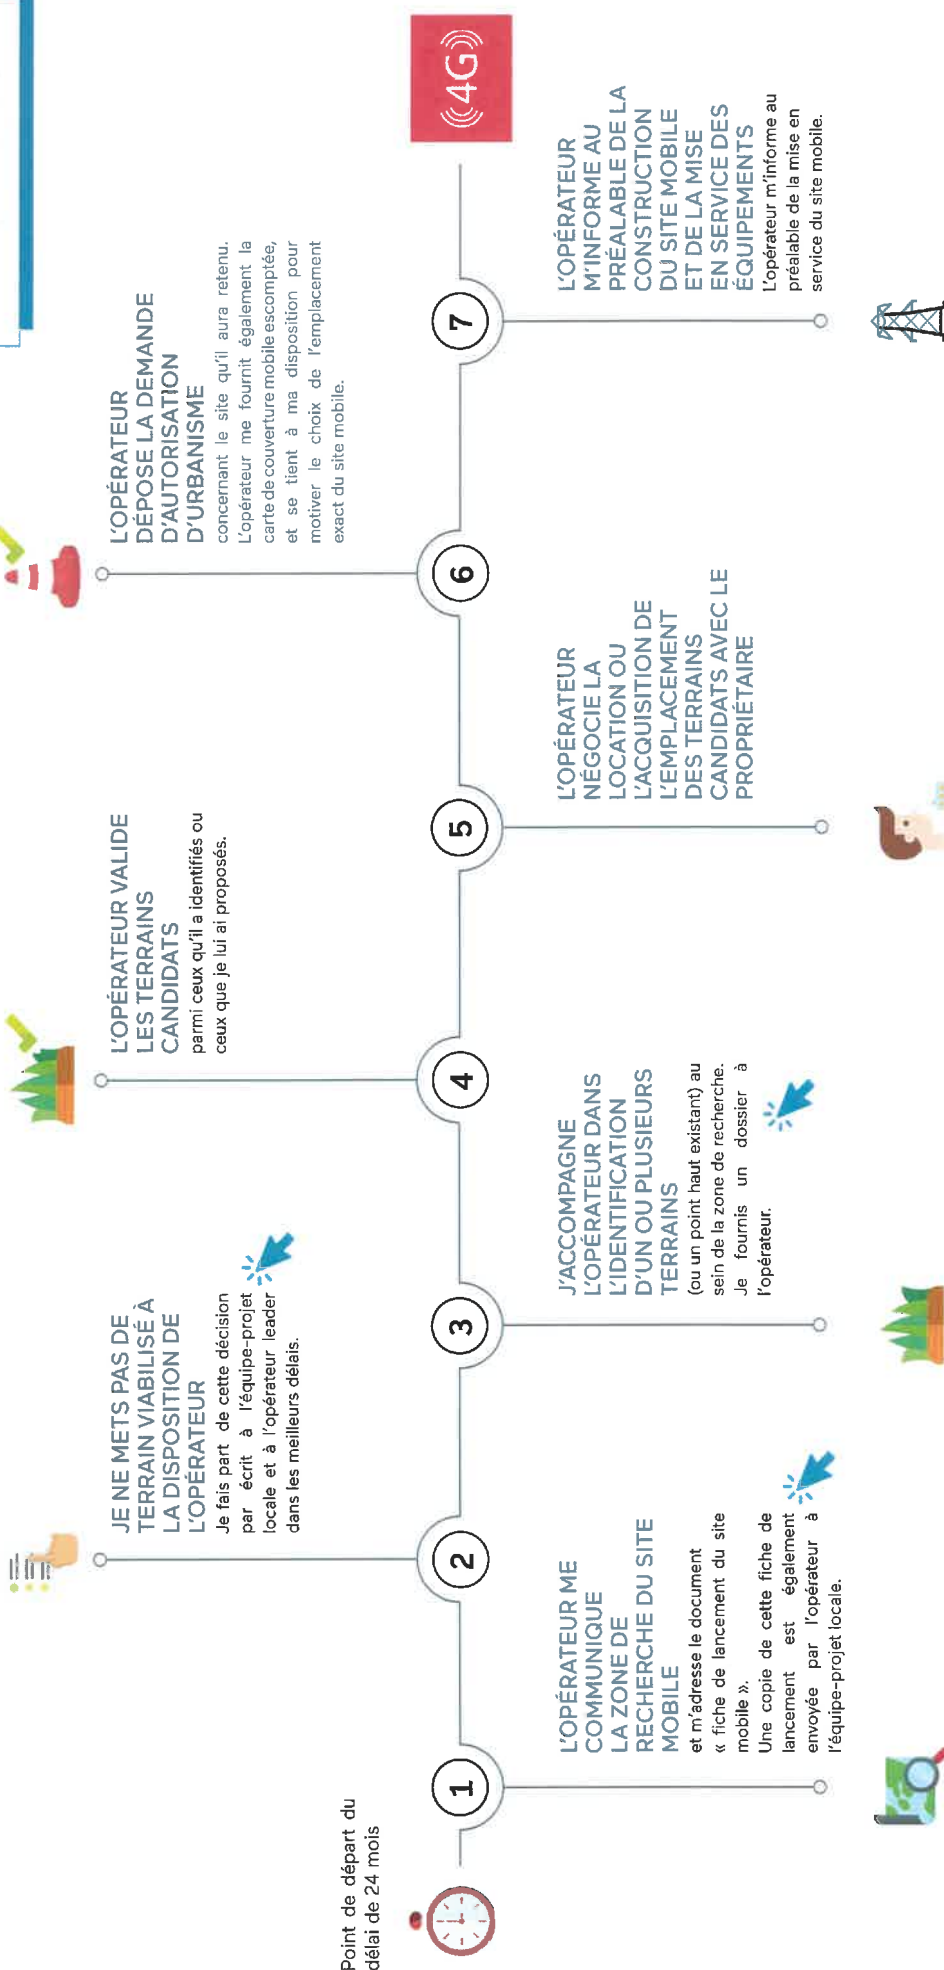 Point de départ du
délai de 24 mois
1
L'OPÉRATEUR ME
COMMUNIQUE
LA ZONE DE
RECHERCHE DU SITE
MOBILE
et m'adresse le document
« fiche de lancement du site
mobile ».
Une copie de cette fiche de
lancement est également
envoyée par l'opérateur à
l'équipe-projet locale.
2
JE NE METS PAS DE
TERRAIN VIABILISÉ À
LA DISPOSITION DE
L'OPÉRATEUR
Je fais part de cette décision
par écrit à l'équipe-projet
locale et à l'opérateur leader
dans les meilleurs délais.
3
J'ACCOMPAGNE
L'OPÉRATEUR DANS
L'IDENTIFICATION
D'UN OU PLUSIEURS
TERRAINS
(ou un point haut existant) au
sein de la zone de recherche.
Je fournis un dossier à
l'opérateur.
4
L'OPÉRATEUR VALIDE
LES TERRAINS
CANDIDATS
parmi ceux qu'il a identifiés ou
ceux que je lui ai proposés.
5
L'OPÉRATEUR
NÉGOCIE LA
LOCATION OU
L'ACQUISITION DE
L'EMPLACEMENT
DES TERRAINS
CANDIDATS AVEC LE
PROPRIÉTAIRE
6
L'OPÉRATEUR
DÉPOSE LA DEMANDE
D'AUTORISATION
D'URBANISME
concernant le site qu'il aura retenu.
L'opérateur me fournit également la
carte de couverture mobile escomptée,
et se tient à ma disposition pour
motiver le choix de l'emplacement
exact du site mobile.
7
L'OPÉRATEUR
M'INFORME AU
PRÉALABLE DE LA
CONSTRUCTION
DU SITE MOBILE
ET DE LA MISE
EN SERVICE DES
ÉQUIPEMENTS
L'opérateur m'informe au
préalable de la mise en
service du site mobile.
4G